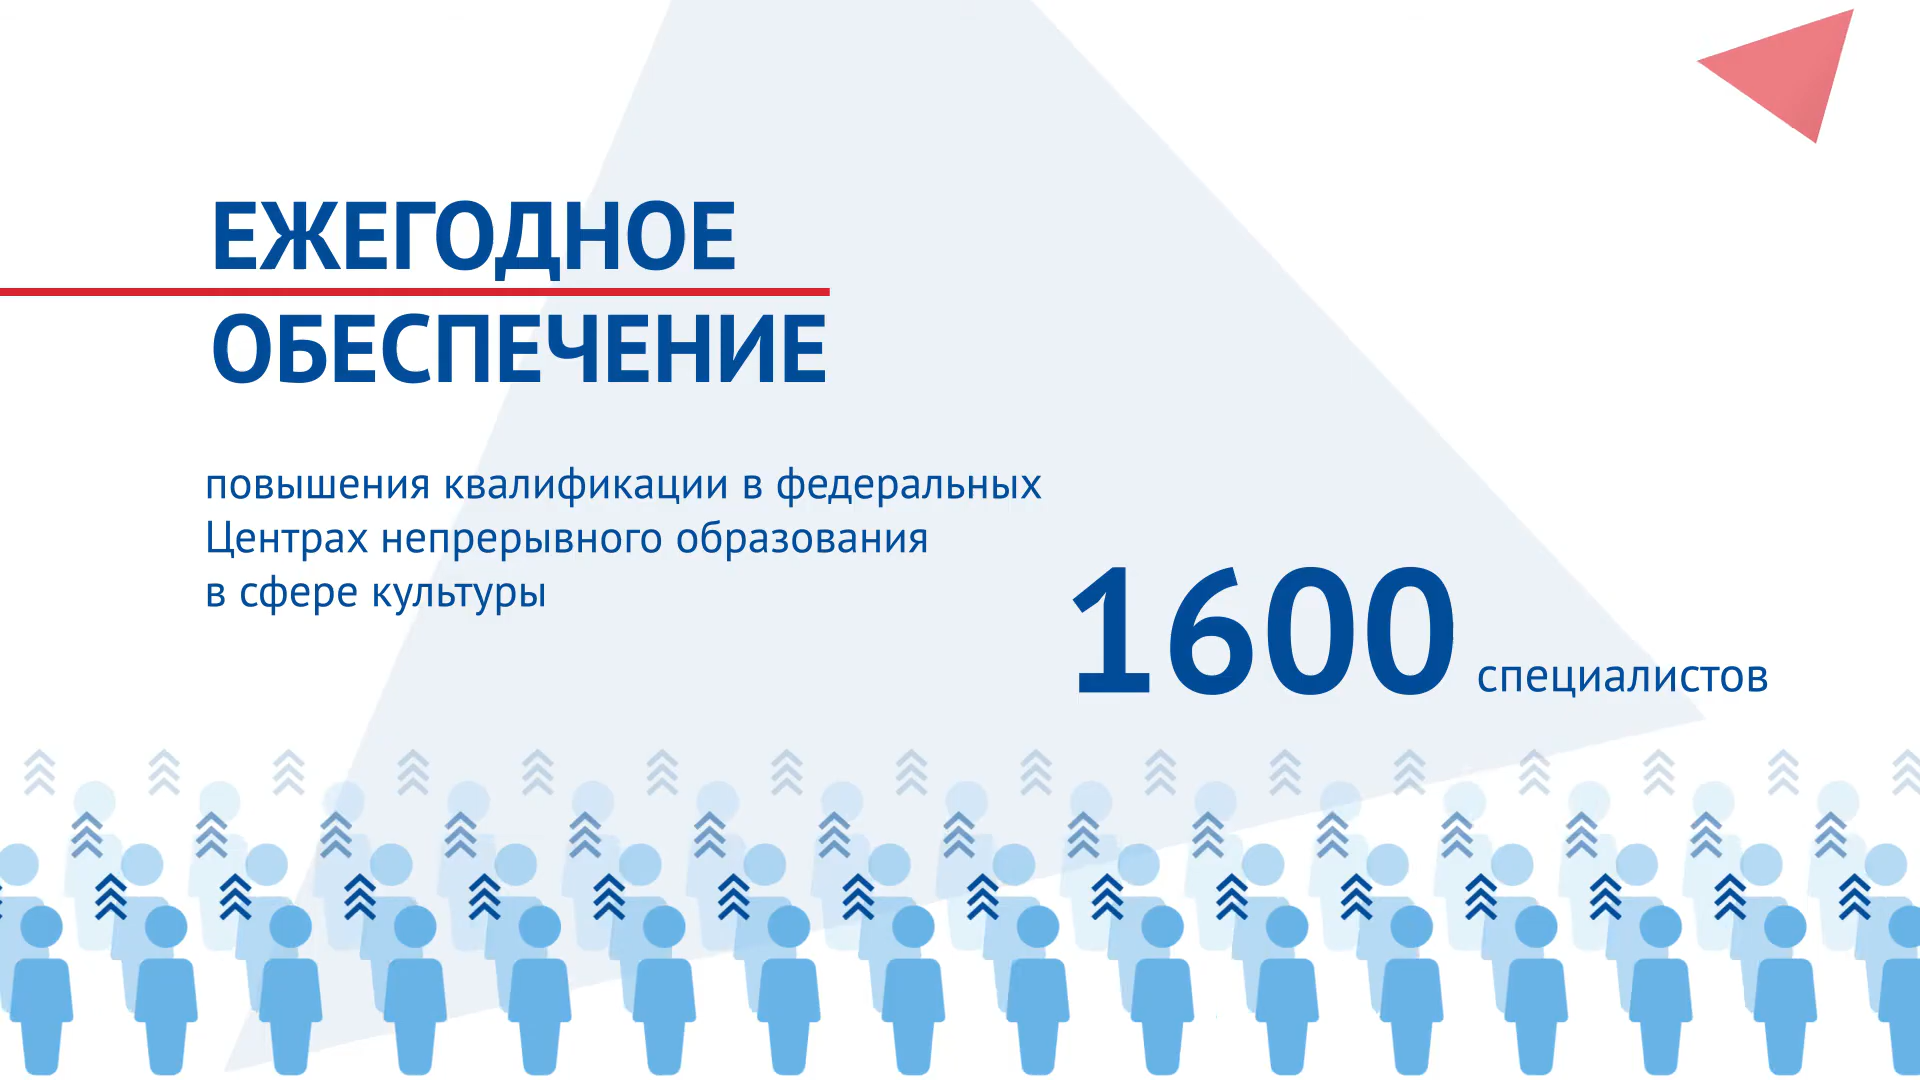 ЕЖЕГОДНОЕ
ОБЕСПЕЧЕНИЕ
повышения квалификации в федеральных
Центрах непрерывного образования
в сфере культуры
1600 специалистов